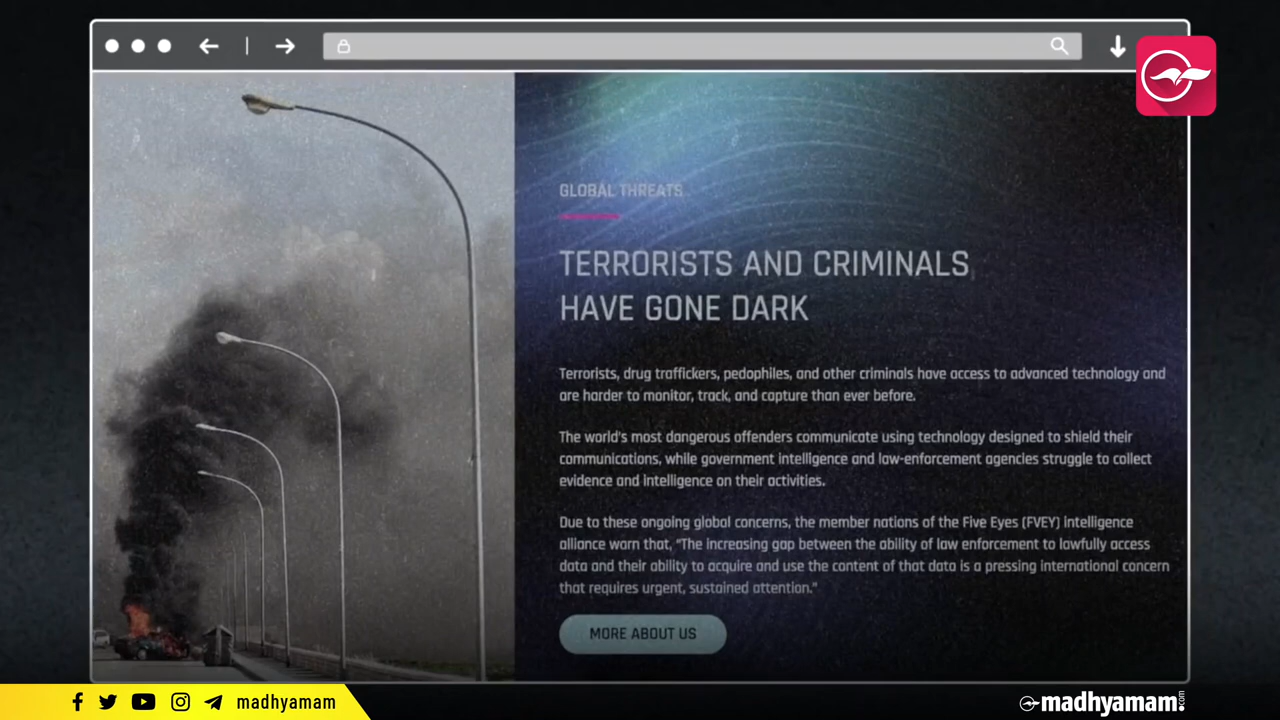 GLOBAL THREATS
TERRORISTS AND CRIMINALS
HAVE GONE DARK
Terrorists, drug traffickers, pedophiles, and other criminals have access to advanced technology and
are harder to monitor, track, and capture than ever before.
The world's most dangerous offenders communicate using technology designed to shield their
communications, while government intelligence and law-enforcement agencies struggle to collect
evidence and intelligence on their activities.
Due to these ongoing global concerns, the member nations of the Five Eyes (FVEY) intelligence
alliance warn that, “The increasing gap between the ability of law enforcement to lawfully access
data and their ability to acquire and use the content of that data is a pressing international concern
that requires urgent, sustained attention.”
MORE ABOUT US
madhyamam
madhyamam.com